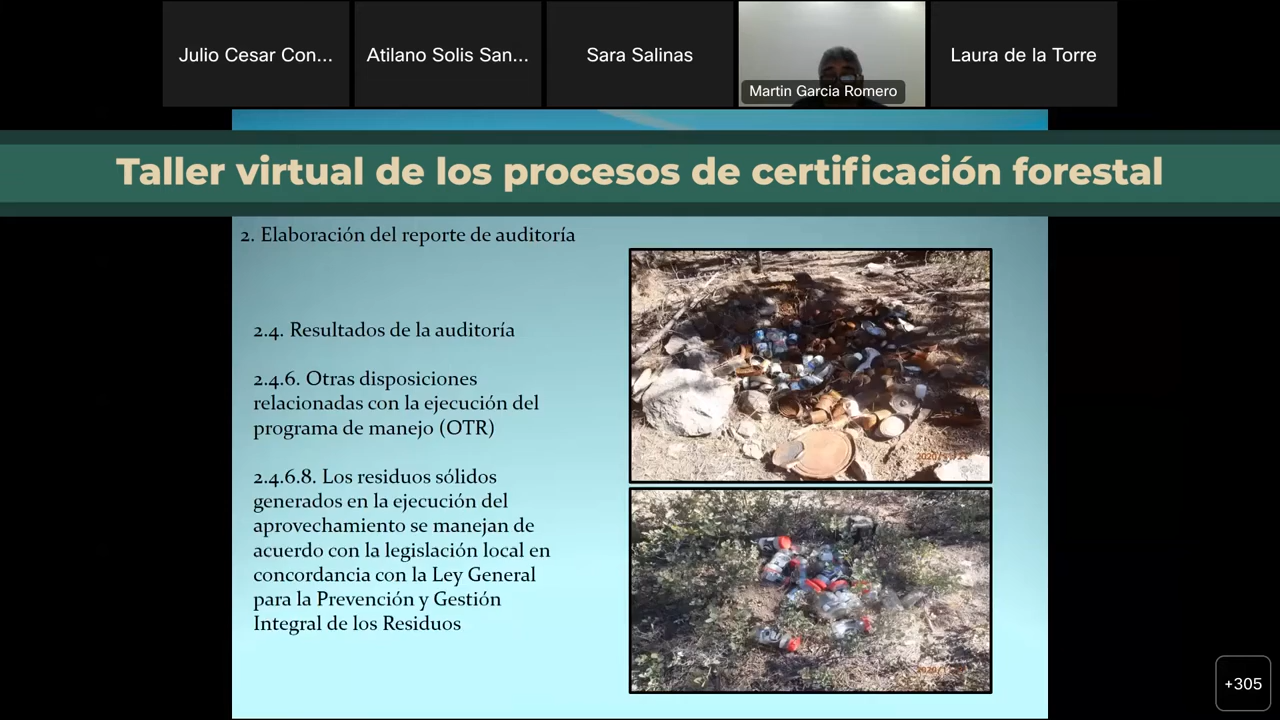 Julio Cesar Con...
Atilano Solis San...
Sara Salinas
Martin Garcia Romero
Laura de la Torre
Taller virtual de los procesos de certificación forestal
2. Elaboración del reporte de auditoría
2.4. Resultados de la auditoría
2.4.6. Otras disposiciones
relacionadas con la ejecución del
programa de manejo (OTR)
2.4.6.8. Los residuos sólidos
generados en la ejecución del
aprovechamiento se manejan de
acuerdo con la legislación local en
concordancia con la Ley General
para la Prevención y Gestión
Integral de los Residuos
+305